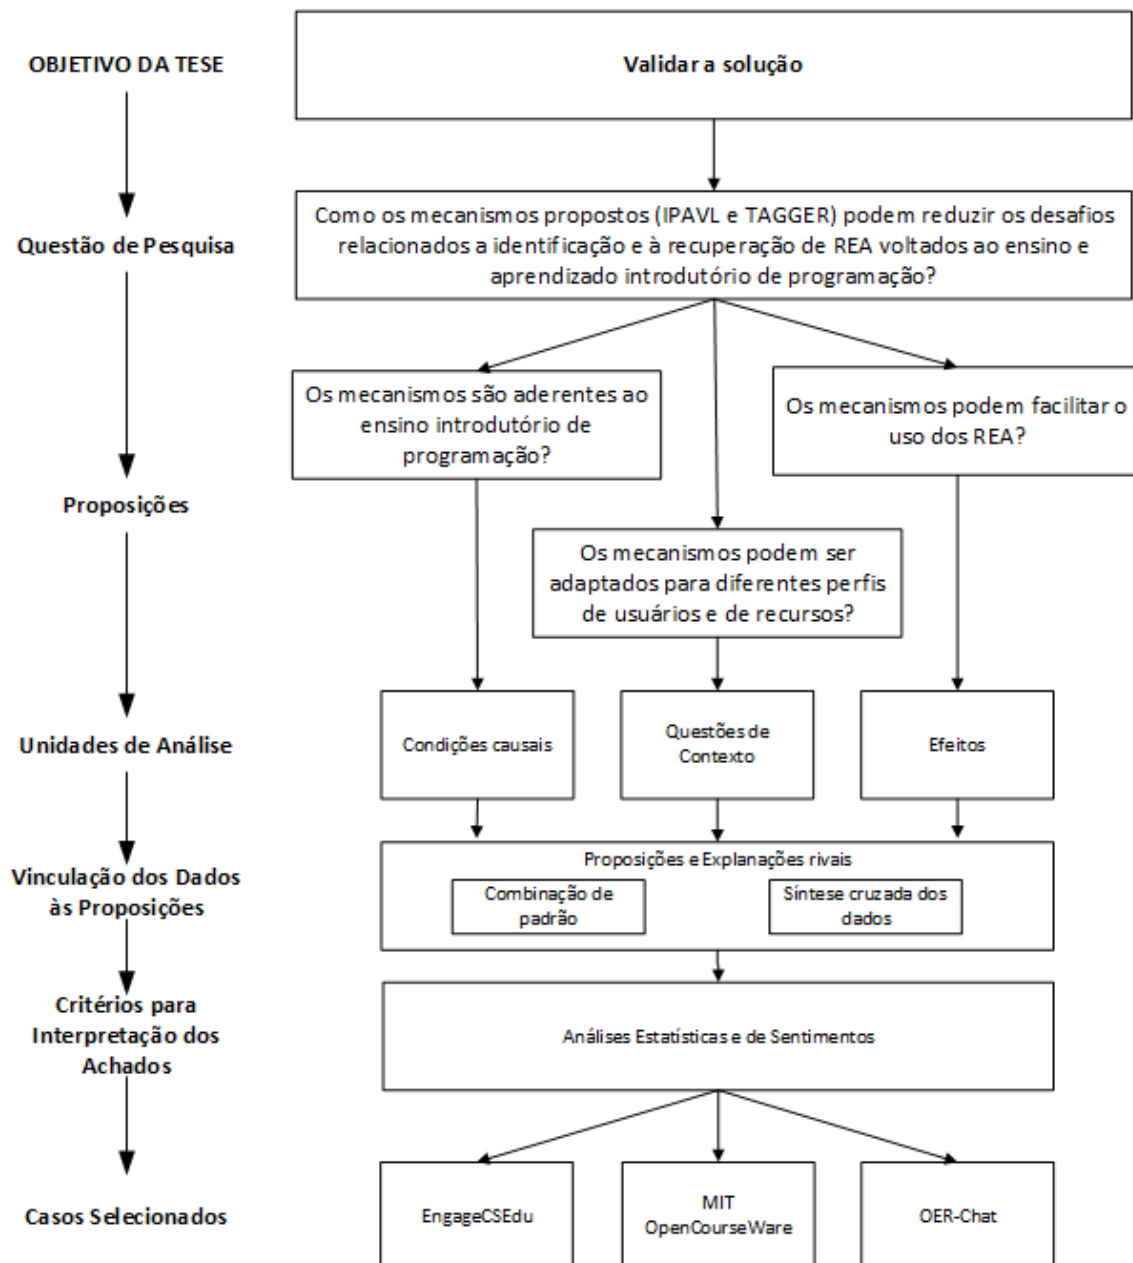 OBJETIVO DA TESE
Validar a solução
Questão de Pesquisa
Como os mecanismos propostos (IPAVL e TAGGER) podem reduzir os desafios
relacionados a identificação e à recuperação de REA voltados ao ensino e
aprendizado introdutório de programação?
Proposições
Os mecanismos são aderentes ao
ensino introdutório de
programação?
Os mecanismos podem facilitar o
uso dos REA?
Os mecanismos podem ser
adaptados para diferentes perfis
de usuários e de recursos?
Unidades de Análise
Condições causais
Questões de
Contexto
Efeitos
Vinculação dos Dados
às Proposições
Proposições e Explanações rivais
Combinação de
padrão
Síntese cruzada dos
dados
Critérios para
Interpretação dos
Achados
Análises Estatísticas e de Sentimentos
Casos Selecionados
EngageCSEdu
MIT
OpenCourseWare
OER-Chat